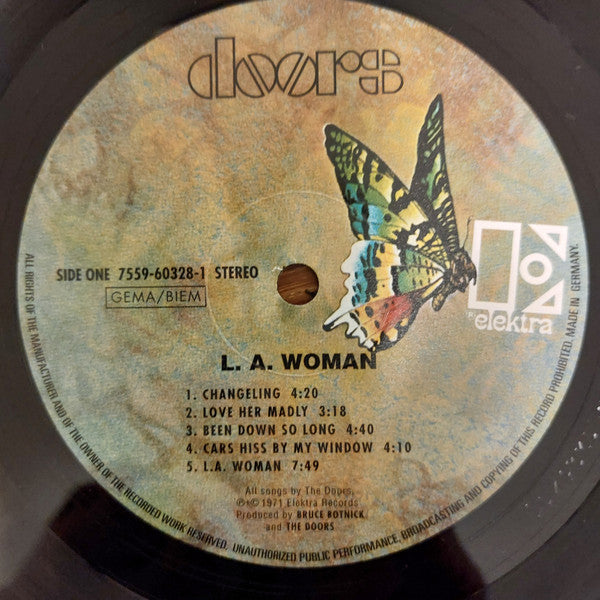 doors
SIDE ONE 7559-60328-1 STEREO
GEMA/BIEM
elektra
L. A. WOMAN
1. CHANGELING 4:20
2. LOVE HER MADLY 3:18
3. BEEN DOWN SO LONG 4:40
4. CARS HISS BY MY WINDOW 4:10
5. L.A. WOMAN 7:49
All songs by The Doors.
℗+© 1971 Elektra Records
Produced by BRUCE BOTNICK
and THE DOORS
ALL RIGHTS OF THE MANUFACTURER AND OF THE OWNER OF THE RECORDED WORK RESERVED. UNAUTHORIZED PUBLIC PERFORMANCE, BROADCASTING AND COPYING OF THIS RECORD PROHIBITED. MADE IN GERMANY.